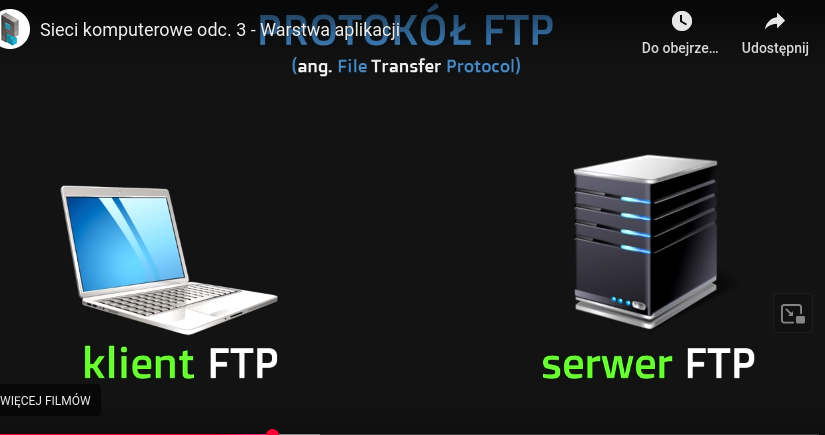 PROTOKÓŁ FTP
Sieci komputerowe odc. 3 - Warstwa aplikacji
(ang. File Transfer Protocol)
Do obejrze...
Udostępnij
klient FTP
serwer FTP
WIĘCEJ FILMÓW